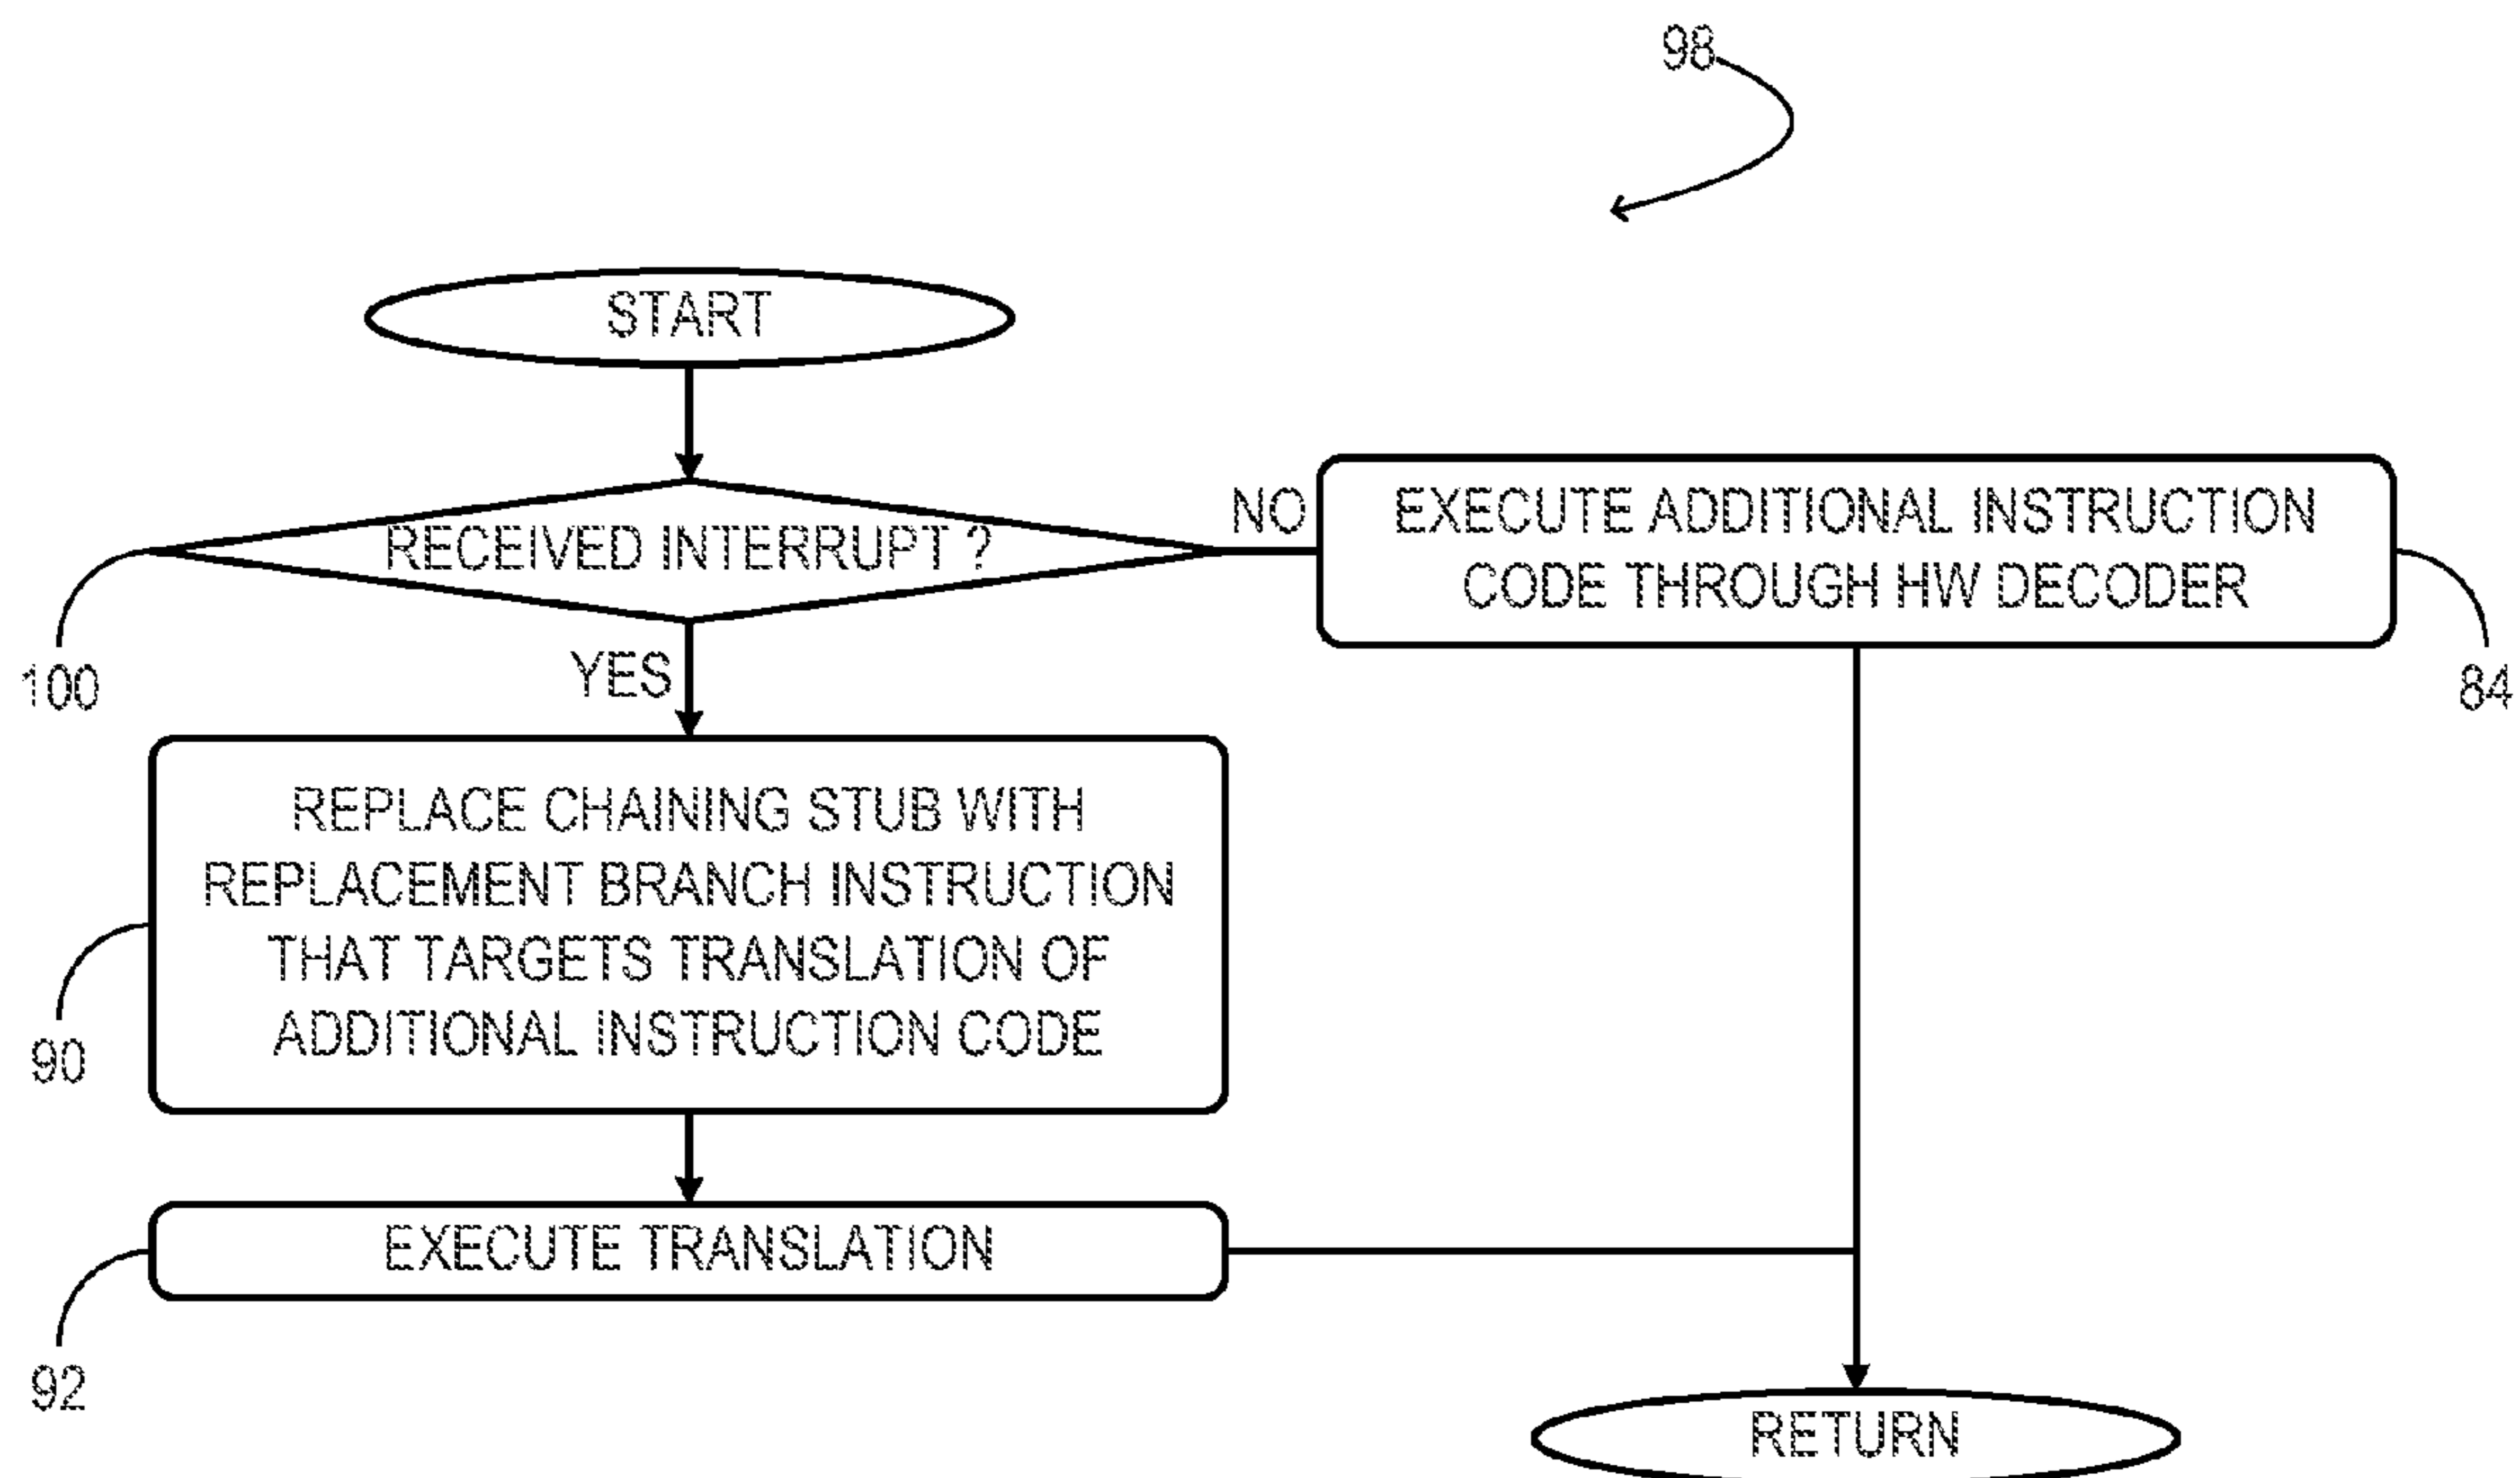 98
START
RECEIVED INTERRUPT ?
NO
EXECUTE ADDITIONAL INSTRUCTION
CODE THROUGH HW DECODER
100
YES
84
REPLACE CHAINING STUB WITH
REPLACEMENT BRANCH INSTRUCTION
THAT TARGETS TRANSLATION OF
ADDITIONAL INSTRUCTION CODE
90
EXECUTE TRANSLATION
92
RETURN